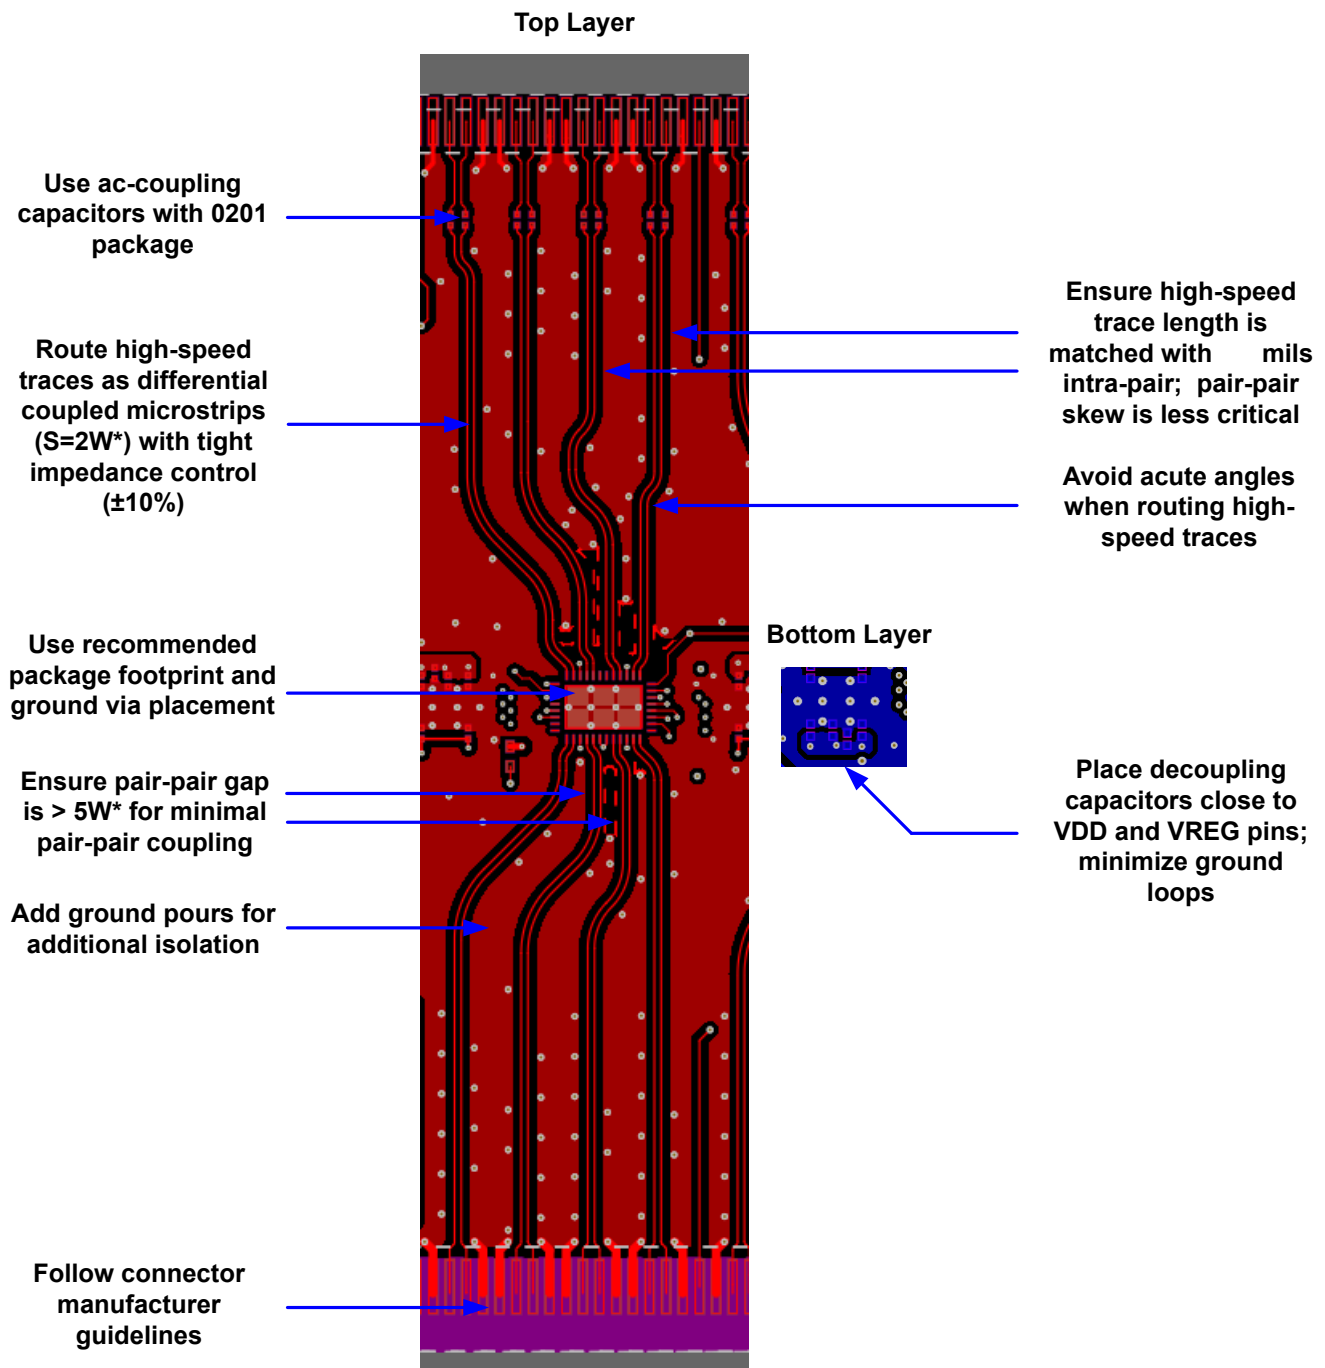 Top Layer
Use ac-coupling
capacitors with 0201
package
Route high-speed
traces as differential
coupled microstrips
(S=2W*) with tight
impedance control
(±10%)
Use recommended
package footprint and
ground via placement
Ensure pair-pair gap
is > 5W* for minimal
pair-pair coupling
Add ground pours for
additional isolation
Follow connector
manufacturer
guidelines
Ensure high-speed
trace length is
matched with mils
intra-pair; pair-pair
skew is less critical
Avoid acute angles
when routing high-
speed traces
Bottom Layer
Place decoupling
capacitors close to
VDD and VREG pins;
minimize ground
loops